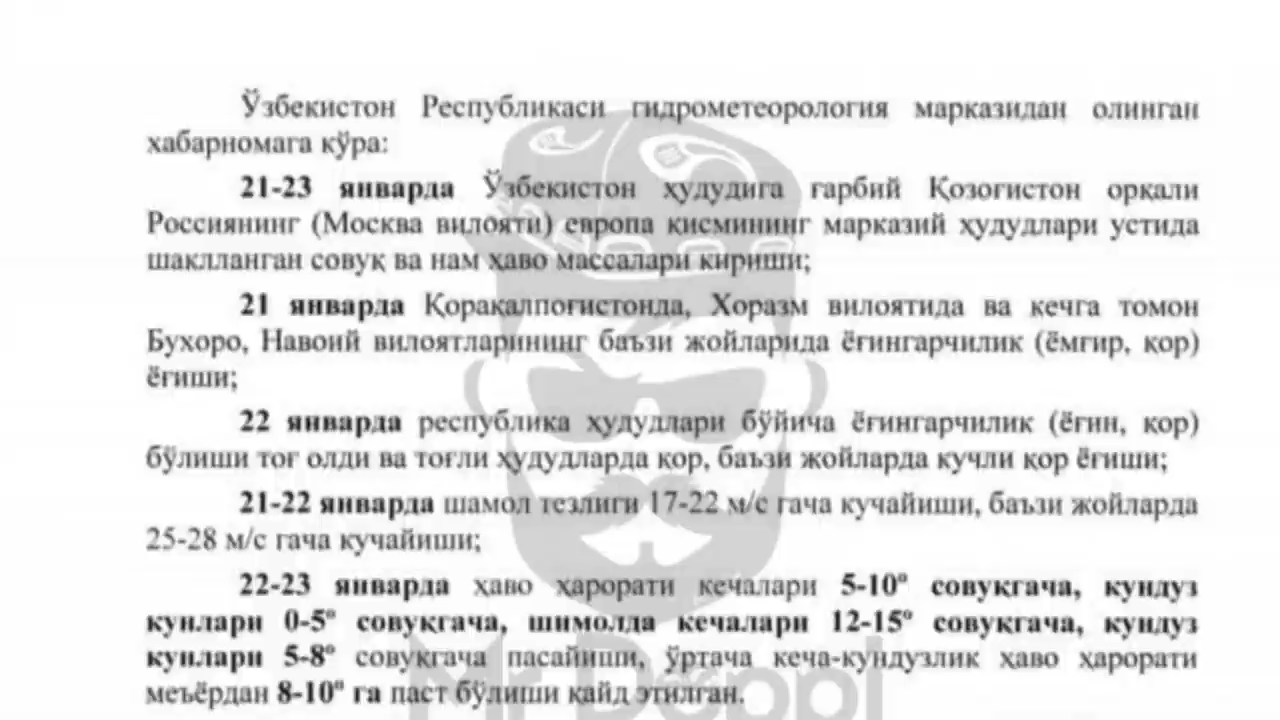 Ўзбекистон Республикаси гидрометеорология марказидан олинган
хабарномага кўра:
21-23 январда Ўзбекистон ҳудудига ғарбий Қозоғистон орқали
Россиянинг (Москва вилояти) европа қисмининг марказий ҳудудлари устида
шаклланган совуқ ва нам ҳаво массалари кириши;
21 январда Қорақалпоғистонда, Хоразм вилоятида ва кечга томон
Бухоро, Навоий вилоятларининг баъзи жойларида ёғингарчилик (ёмғир, қор)
ёғиши;
22 январда республика ҳудудлари бўйича ёғингарчилик (ёғин, қор)
бўлиши тоғ олди ва тоғли ҳудудларда қор, баъзи жойларда кучли қор ёғиши;
21-22 январда шамол тезлиги 17-22 м/с гача кучайиши, баъзи жойларда
25-28 м/с гача кучайиши;
22-23 январда ҳаво ҳарорати кечалари 5-10° совуқгача, кундуз
кунлари 0-5° совуқгача, шимолда кечалари 12-15° совуқгача, кундуз
кунлари 5-8° совуқгача пасайиши, ўртача кеча-кундузлик ҳаво ҳарорати
меъёрдан 8-10° га паст бўлиши қайд этилган.
Mr Deppi